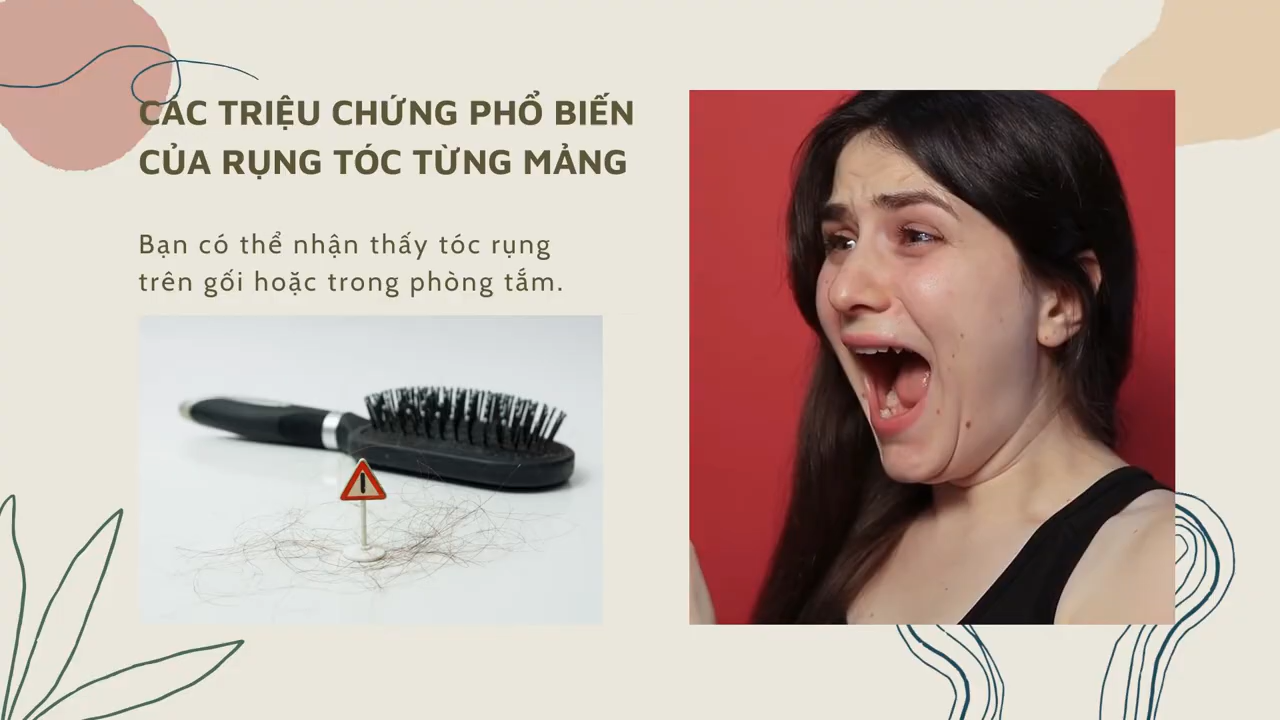 CÁC TRIỆU CHỨNG PHỔ BIẾN
CỦA RỤNG TÓC TỪNG MẢNG
Bạn có thể nhận thấy tóc rụng
trên gối hoặc trong phòng tắm.